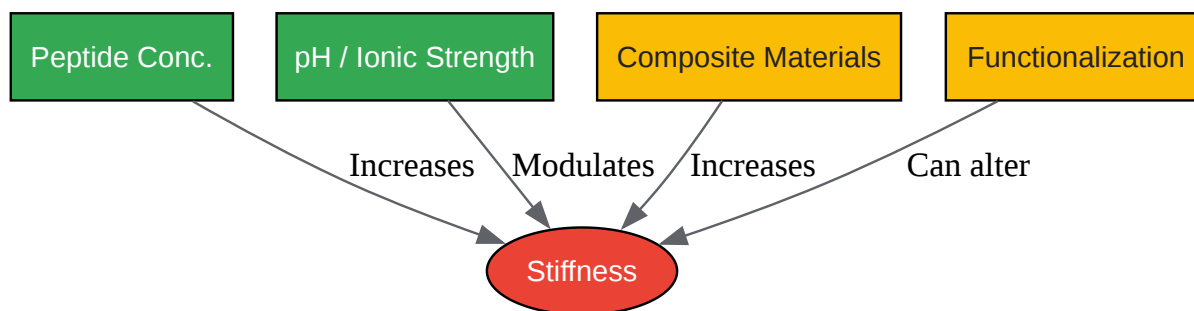 Peptide Conc.
pH / Ionic Strength
Composite Materials
Functionalization
Increases
Modulates
Increases
Can alter
Stiffness